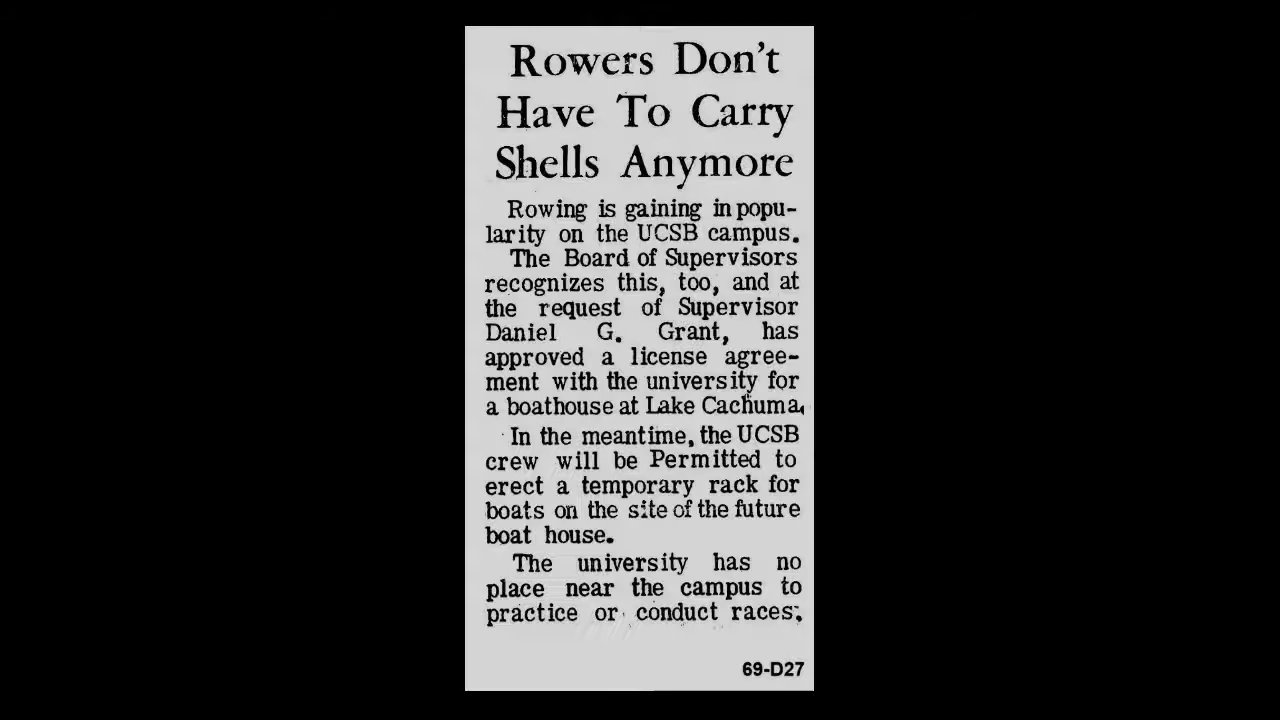 Rowers Don't
Have To Carry
Shells Anymore
Rowing is gaining in popu-
larity on the UCSB campus.
The Board of Supervisors
recognizes this, too, and at
the request of Supervisor
Daniel G. Grant, has
approved a license agree-
ment with the university for
a boathouse at Lake Cachuma.
In the meantime, the UCSB
crew will be Permitted to
erect a temporary rack for
boats on the site of the future
boat house.
The university has no
place near the campus to
practice or conduct races;
69-D27